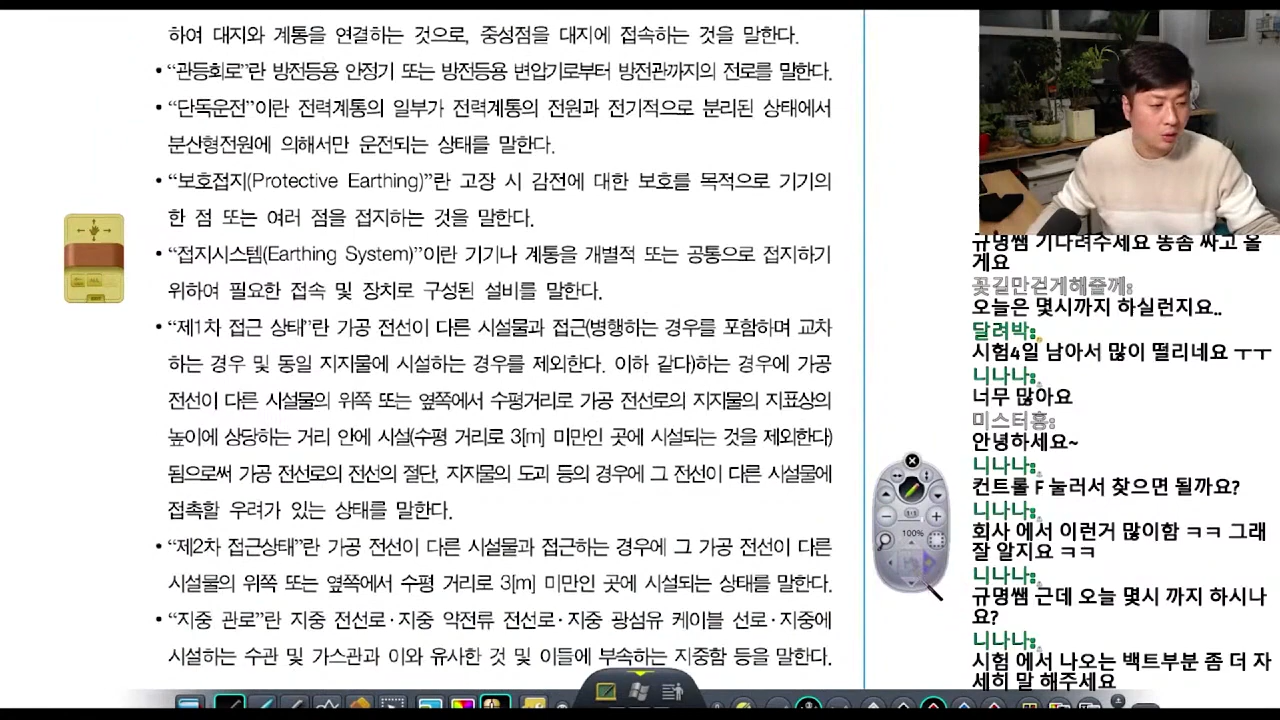 하여 대지와 계통을 연결하는 것으로, 중성점을 대지에 접속하는 것을 말한다.
• “관등회로”란 방전등용 안정기 또는 방전등용 변압기로부터 방전관까지의 전로를 말한다.
• “단독운전”이란 전력계통의 일부가 전력계통의 전원과 전기적으로 분리된 상태에서
분산형전원에 의해서만 운전되는 상태를 말한다.
• “보호접지(Protective Earthing)”란 고장 시 감전에 대한 보호를 목적으로 기기의
한 점 또는 여러 점을 접지하는 것을 말한다.
• “접지시스템(Earthing System)”이란 기기나 계통을 개별적 또는 공통으로 접지하기
위하여 필요한 접속 및 장치로 구성된 설비를 말한다.
• “제1차 접근 상태”란 가공 전선이 다른 시설물과 접근(병행하는 경우를 포함하며 교차
하는 경우 및 동일 지지물에 시설하는 경우를 제외한다. 이하 같다)하는 경우에 가공
전선이 다른 시설물의 위쪽 또는 옆쪽에서 수평거리로 가공 전선로의 지지물의 지표상의
높이에 상당하는 거리 안에 시설(수평 거리로 3[m] 미만인 곳에 시설되는 것을 제외한다)
됨으로써 가공 전선로의 전선의 절단, 지지물의 도괴 등의 경우에 그 전선이 다른 시설물에
접촉할 우려가 있는 상태를 말한다.
• “제2차 접근상태”란 가공 전선이 다른 시설물과 접근하는 경우에 그 가공 전선이 다른
시설물의 위쪽 또는 옆쪽에서 수평 거리로 3[m] 미만인 곳에 시설되는 상태를 말한다.
• “지중 관로”란 지중 전선로·지중 약전류 전선로·지중 광섬유 케이블 선로·지중에
시설하는 수관 및 가스관과 이와 유사한 것 및 이들에 부속하는 지중함 등을 말한다.
100%
규명쌤 기다려주세요 똥좀 싸고 올
게요
꽃길만걷게해줄께:
오늘은 몇시까지 하실런지요..
달려박:
시험4일 남아서 많이 떨리네요 ㅜㅜ
니나나:
너무 많아요
미스터홍:
안녕하세요~
니나나:
컨트롤 F 눌러서 찾으면 될까요?
니나나:
회사 에서 이런거 많이함 ㅋㅋ 그래
잘 알지요 ㅋㅋ
니나나:
규명쌤 근데 오늘 몇시 까지 하시나
요?
니나나:
시험 에서 나오는 백트부분 좀 더 자
세히 말 해주세요